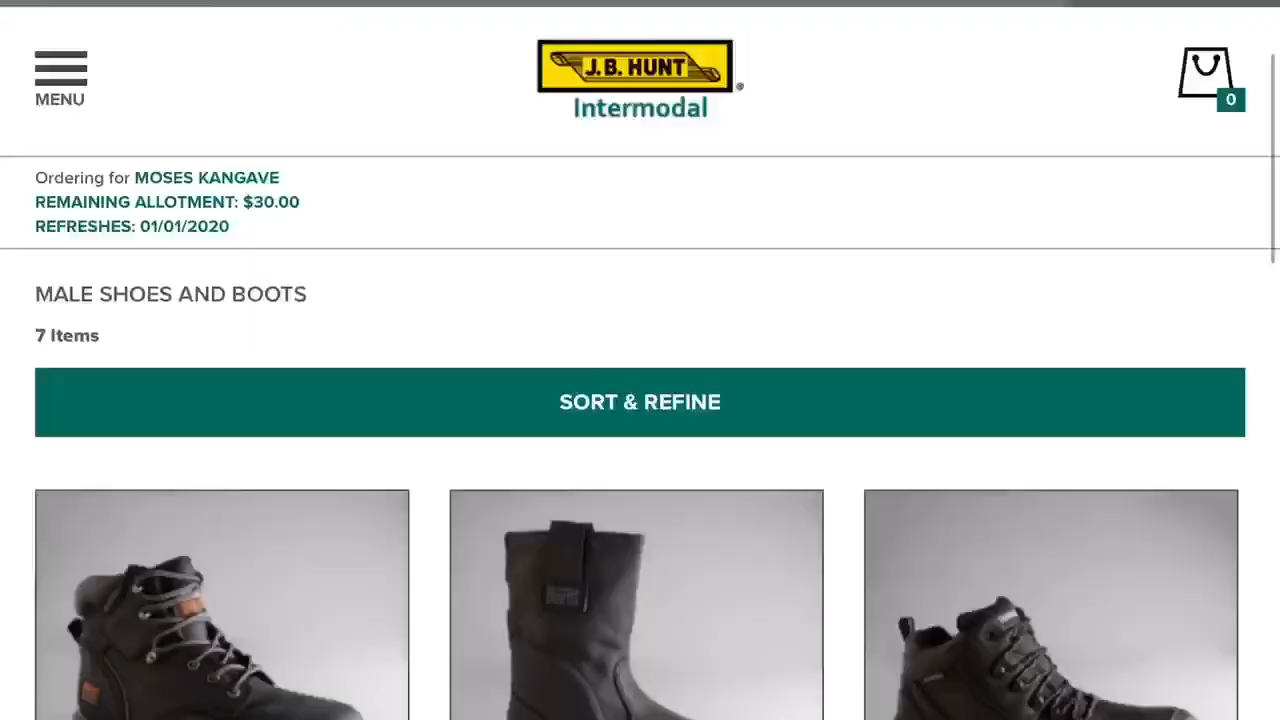 MENU
J.B. HUNT
®
Intermodal
0
Ordering for MOSES KANGAVE
REMAINING ALLOTMENT: $30.00
REFRESHES: 01/01/2020
MALE SHOES AND BOOTS
7 Items
SORT & REFINE